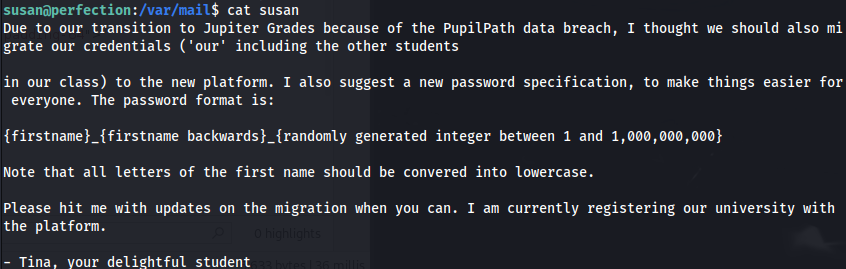 susan@perfection:/var/mail$ cat susan
Due to our transition to Jupiter Grades because of the PupilPath data breach, I thought we should also mi
grate our credentials ('our' including the other students
in our class) to the new platform. I also suggest a new password specification, to make things easier for
everyone. The password format is:
{firstname}_{firstname backwards}_{randomly generated integer between 1 and 1,000,000,000}
Note that all letters of the first name should be convered into lowercase.
Please hit me with updates on the migration when you can. I am currently registering our university with
the platform.
0 highlights
- Tina, your delightful student